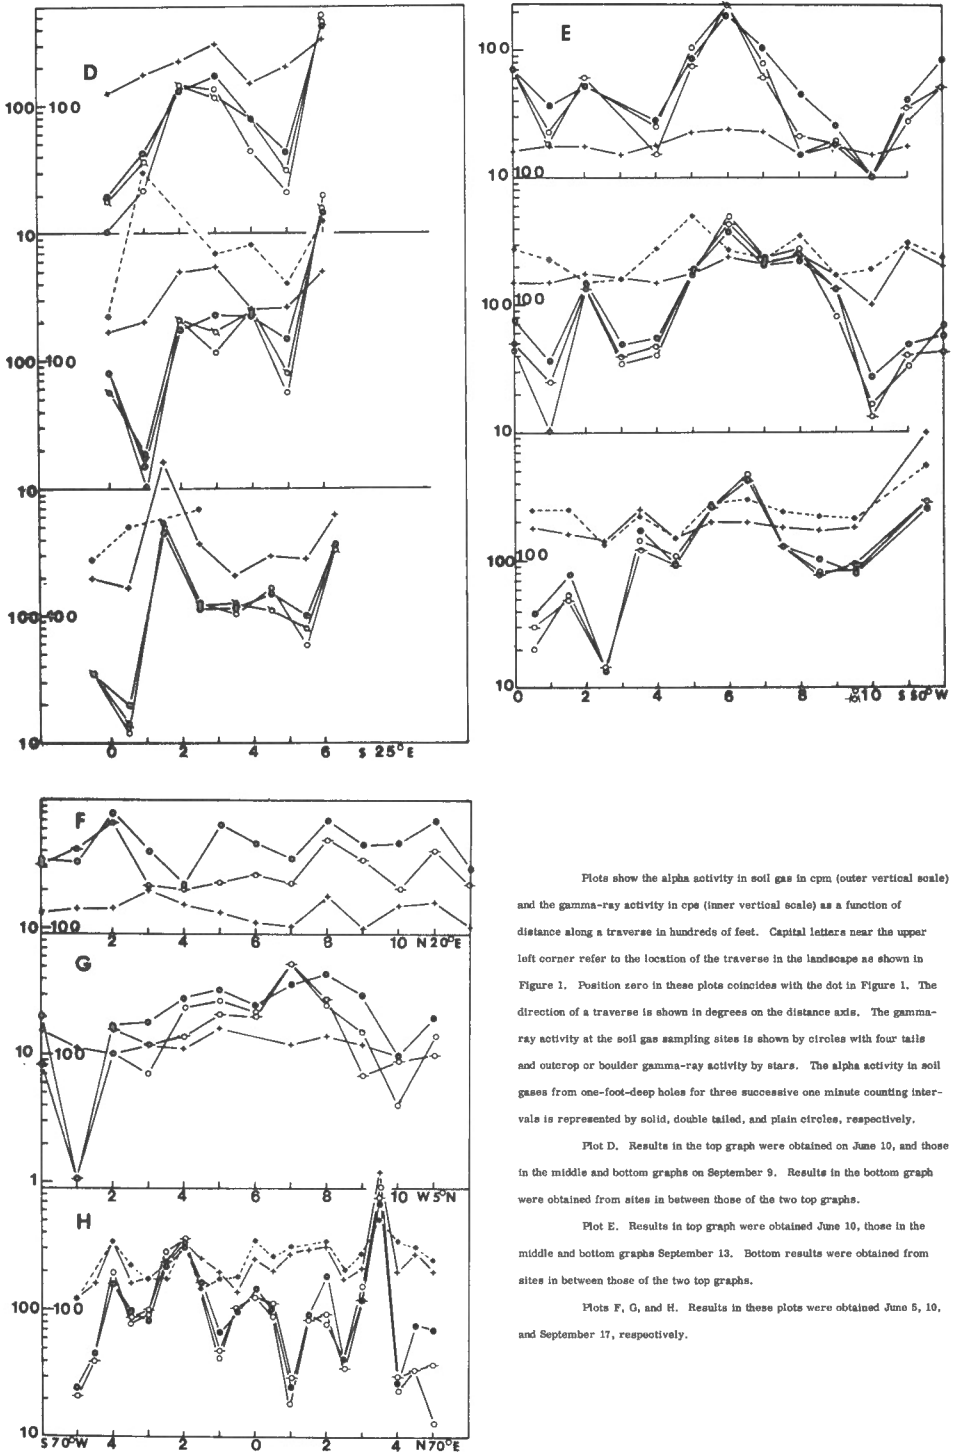 D
100 100
10
100 100
10
100 100
10
0 2 4 6 S 25°E
E
100
10 100
100 100
10
100 100
10
0 2 4 6 8 10 S 50°W
F
10 100
2 4 6 8 10 N 20°E
G
10 100
1
2 4 6 8 10 W 5°N
H
100 100
10
S 70°W 4 2 0 2 4 N 70°E
Plots show the alpha activity in soil gas in cpm (outer vertical scale)
and the gamma-ray activity in cps (inner vertical scale) as a function of
distance along a traverse in hundreds of feet. Capital letters near the upper
left corner refer to the location of the traverse in the landscape as shown in
Figure 1. Position zero in these plots coincides with the dot in Figure 1. The
direction of a traverse is shown in degrees on the distance axis. The gamma-
ray activity at the soil gas sampling sites is shown by circles with four tails
and outcrop or boulder gamma-ray activity by stars. The alpha activity in soil
gases from one-foot-deep holes for three successive one minute counting inter-
vals is represented by solid, double tailed, and plain circles, respectively.
Plot D. Results in the top graph were obtained on June 10, and those
in the middle and bottom graphs on September 9. Results in the bottom graph
were obtained from sites in between those of the two top graphs.
Plot E. Results in top graph were obtained June 10, those in the
middle and bottom graphs September 13. Bottom results were obtained from
sites in between those of the two top graphs.
Plots F, G, and H. Results in these plots were obtained June 5, 10,
and September 17, respectively.